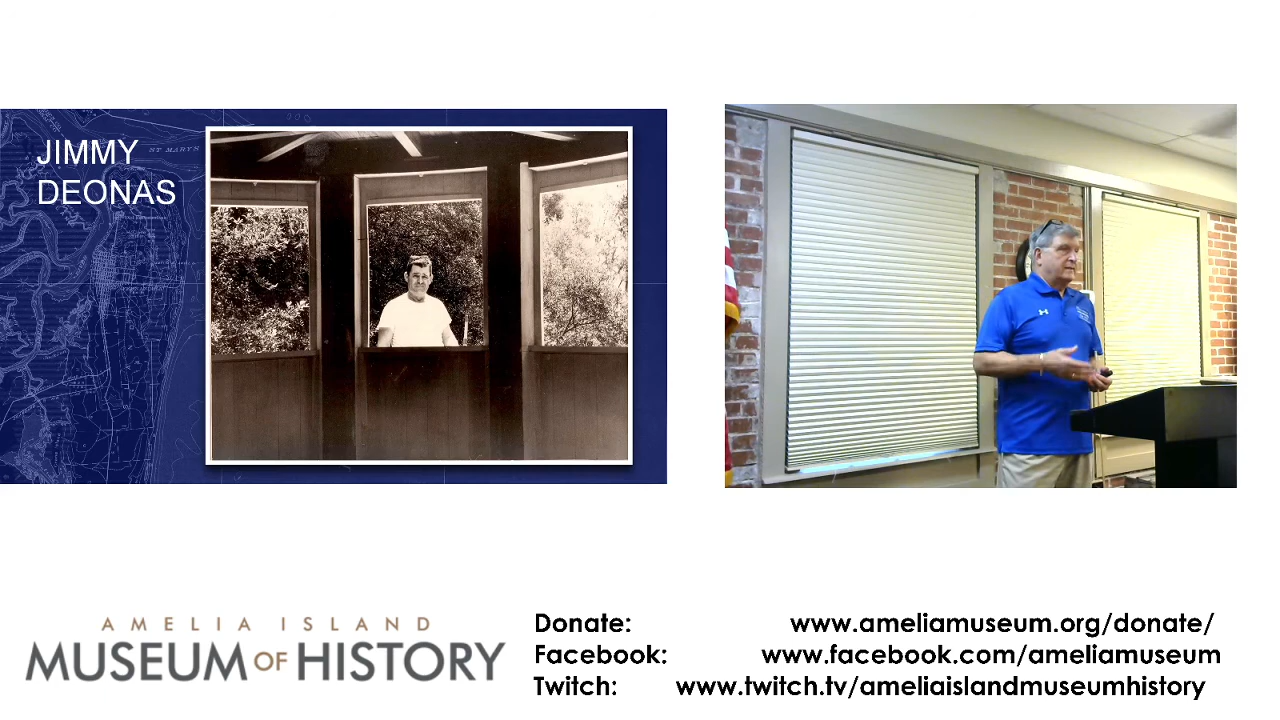 JIMMY
DEONAS
ST MARYS
AMELIA ISLAND
MUSEUM OF HISTORY
Donate: www.ameliamuseum.org/donate/
Facebook: www.facebook.com/ameliamuseum
Twitch: www.twitch.tv/ameliaislandmuseumhistory